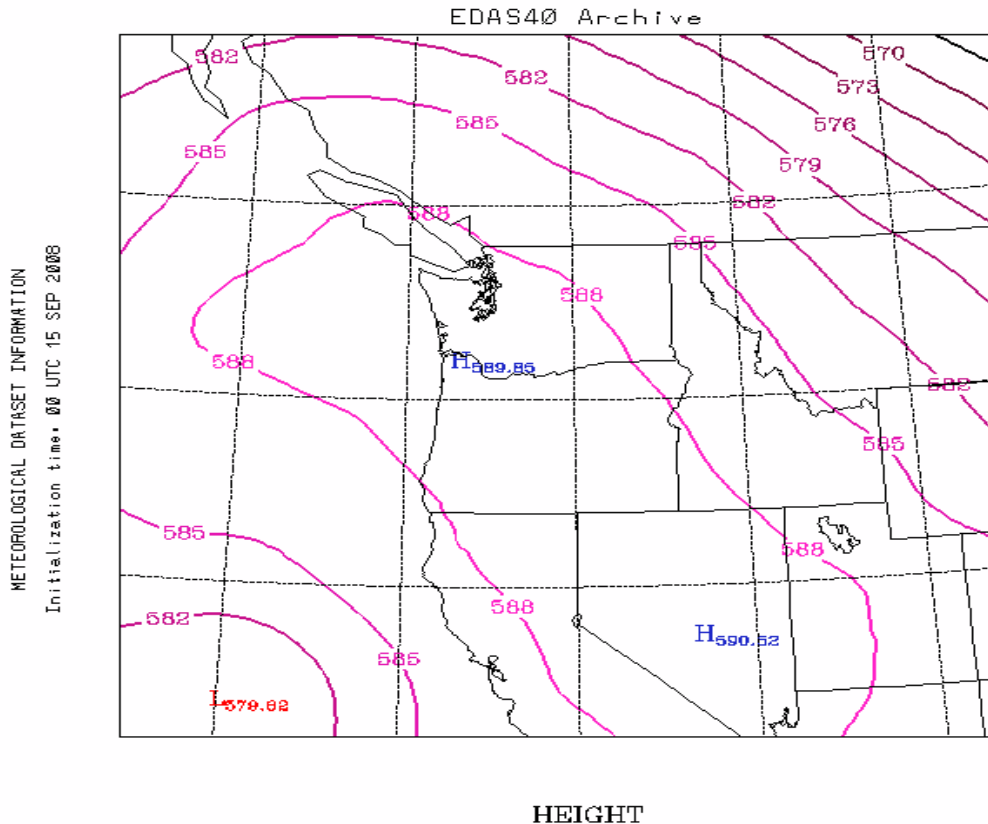 EDAS40 Archive
METEOROLOGICAL DATASET INFORMATION
Initialization time: 00 UTC 15 SEP 2008
582
570
582
573
585
585
576
579
582
588
585
588
588
H589.85
582
585
585
588
588
582
H590.52
585
L579.62
HEIGHT